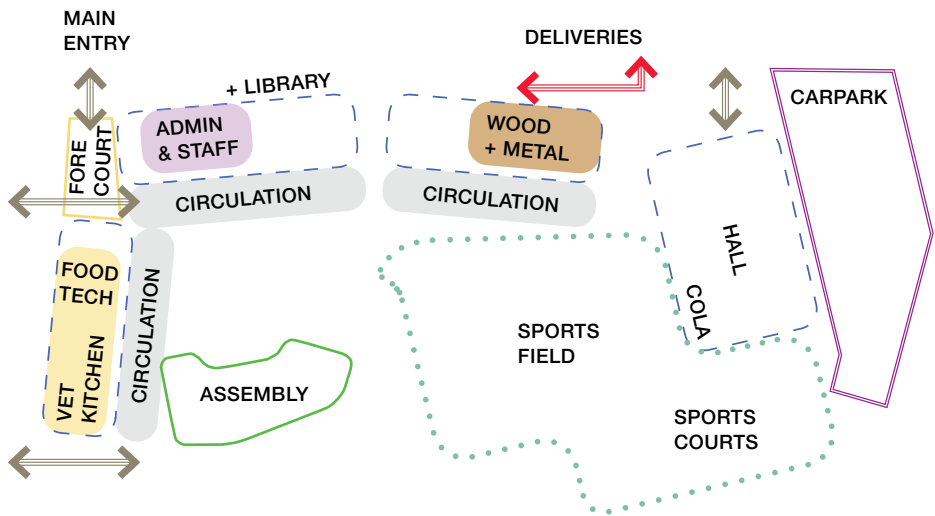 MAIN
ENTRY
DELIVERIES
+ LIBRARY
CARPARK
ADMIN
& STAFF
WOOD
+ METAL
FORE
COURT
CIRCULATION
CIRCULATION
HALL
COLA
FOOD
TECH
VET
KITCHEN
CIRCULATION
ASSEMBLY
SPORTS
FIELD
SPORTS
COURTS